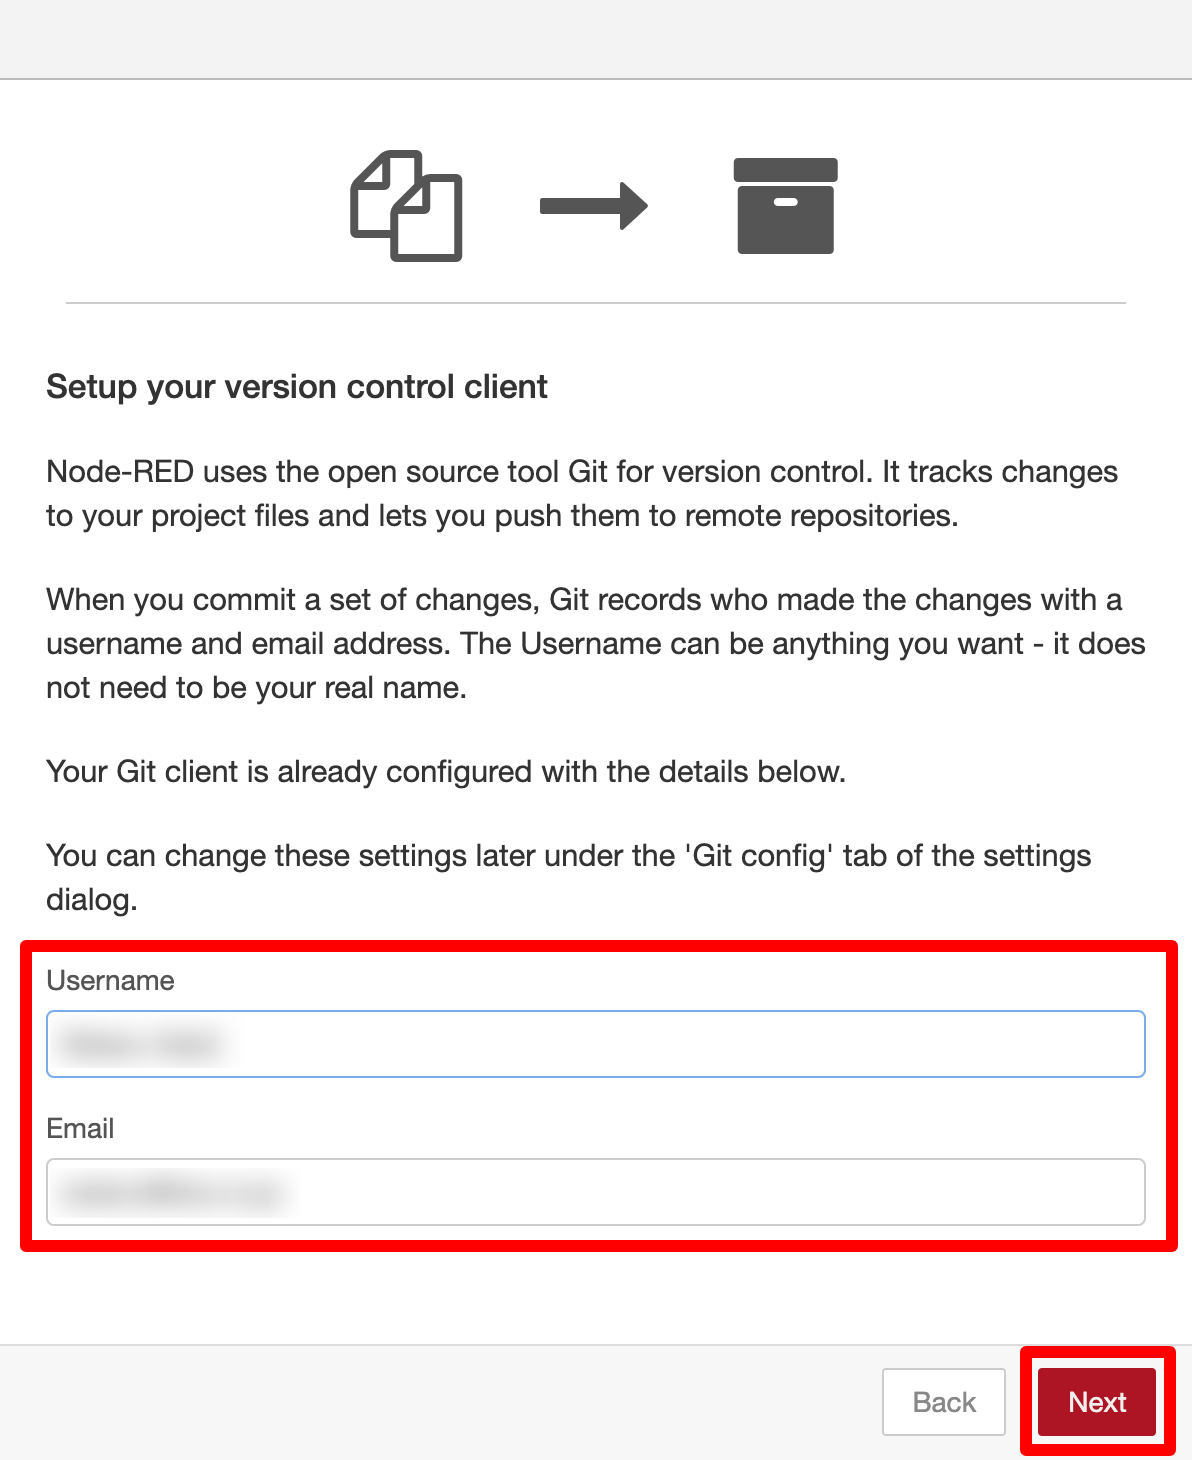 Setup your version control client
Node-RED uses the open source tool Git for version control. It tracks changes
to your project files and lets you push them to remote repositories.
When you commit a set of changes, Git records who made the changes with a
username and email address. The Username can be anything you want - it does
not need to be your real name.
Your Git client is already configured with the details below.
You can change these settings later under the 'Git config' tab of the settings
dialog.
Username
Email
Back
Next